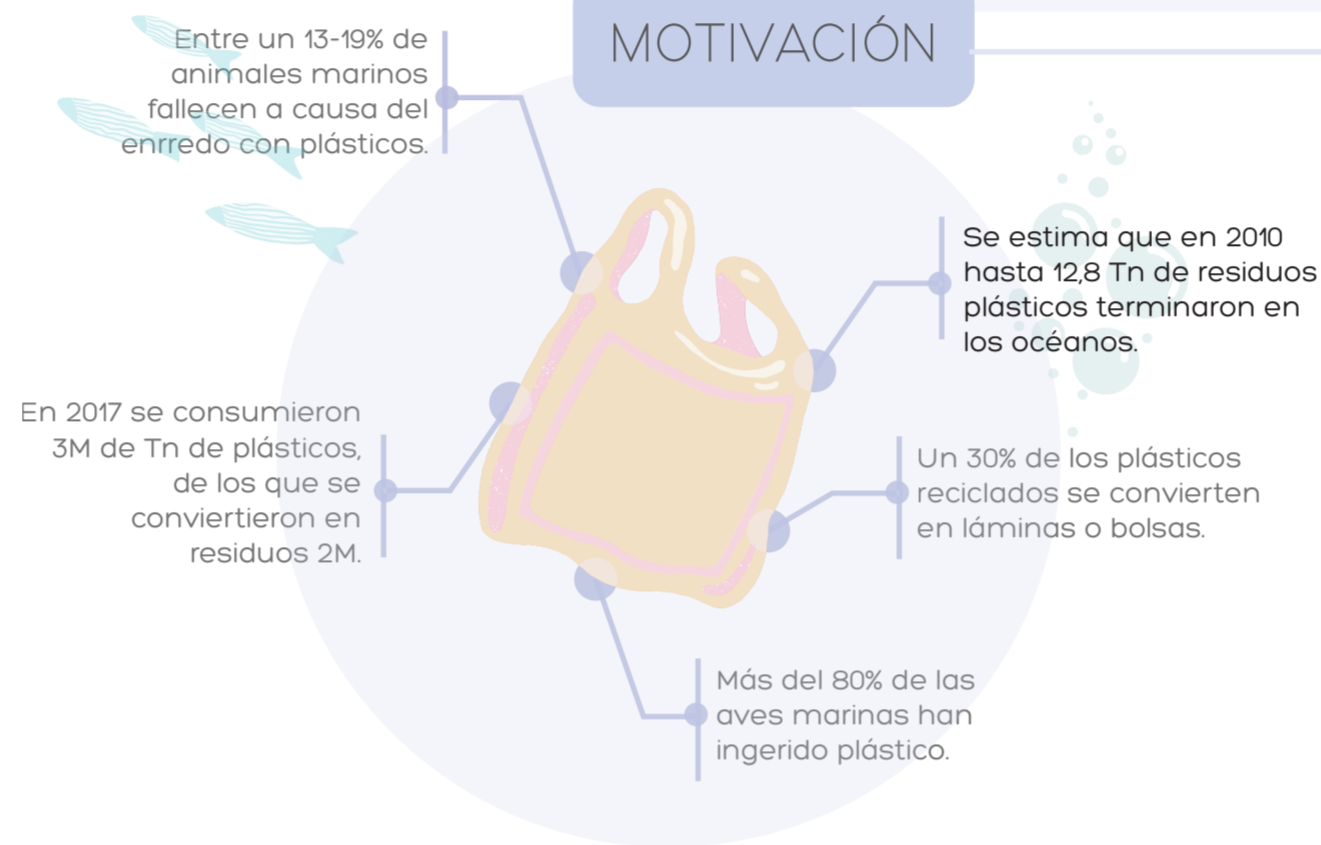 MOTIVACIÓN
Entre un 13-19% de
animales marinos
fallecen a causa del
enrredo con plásticos.
Se estima que en 2010
hasta 12,8 Tn de residuos
plásticos terminaron en
los océanos.
En 2017 se consumieron
3M de Tn de plásticos,
de los que se
conviertieron en
residuos 2M.
Un 30% de los plásticos
reciclados se convierten
en láminas o bolsas.
Más del 80% de las
aves marinas han
ingerido plástico.